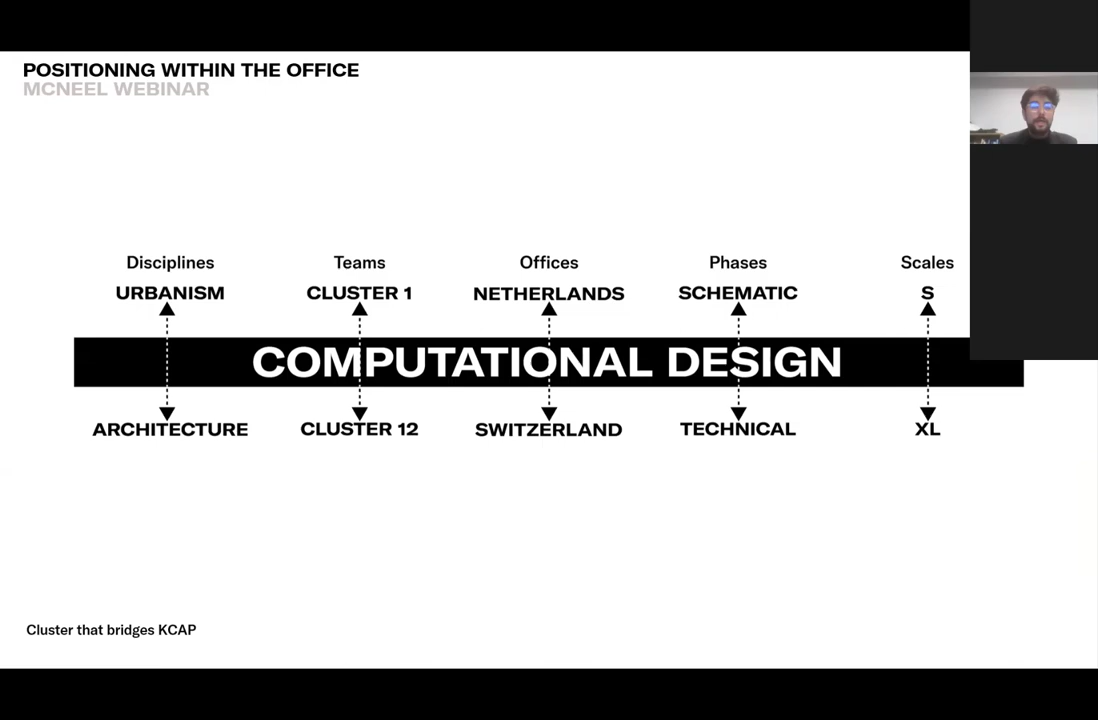 POSITIONING WITHIN THE OFFICE
MCNEEL WEBINAR
Disciplines Teams Offices Phases Scales
URBANISM CLUSTER 1 NETHERLANDS SCHEMATIC S
COMPUTATIONAL DESIGN
ARCHITECTURE CLUSTER 12 SWITZERLAND TECHNICAL XL
Cluster that bridges KCAP